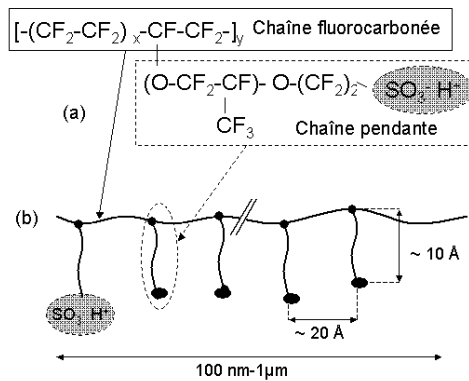 [-(CF2-CF2) x-CF-CF2-]y Chaîne fluorocarbonée
(O-CF2-CF)- O-(CF2)2 SO3- H+
CF3
Chaîne pendante
(a)
(b)
~ 10 Å
SO3- H+
~ 20 Å
100 nm-1µm